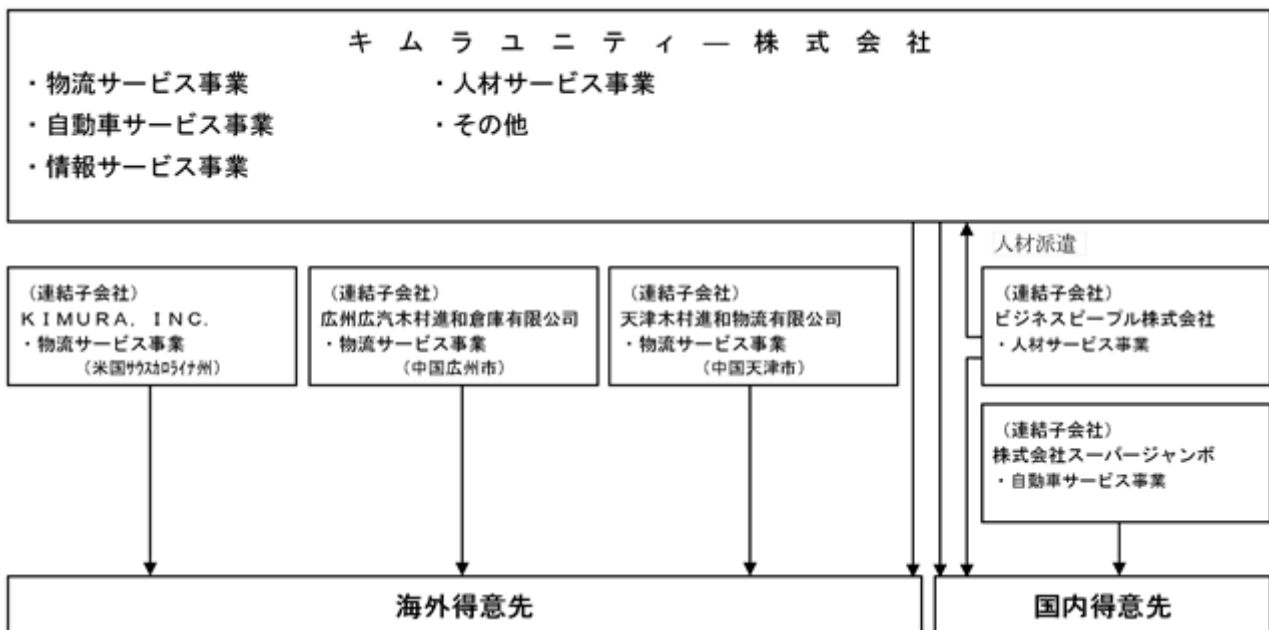 キムラユニティー株式会社
・物流サービス事業
・人材サービス事業
・自動車サービス事業
・その他
・情報サービス事業
人材派遣
（連結子会社）
ＫＩＭＵＲＡ，ＩＮＣ．
・物流サービス事業
（米国ｻｳｽｶﾛﾗｲﾅ州）
（連結子会社）
広州広汽木村進和倉庫有限公司
・物流サービス事業
（中国広州市）
（連結子会社）
天津木村進和物流有限公司
・物流サービス事業
（中国天津市）
（連結子会社）
ビジネスピープル株式会社
・人材サービス事業
（連結子会社）
株式会社スーパージャンボ
・自動車サービス事業
海外得意先
国内得意先